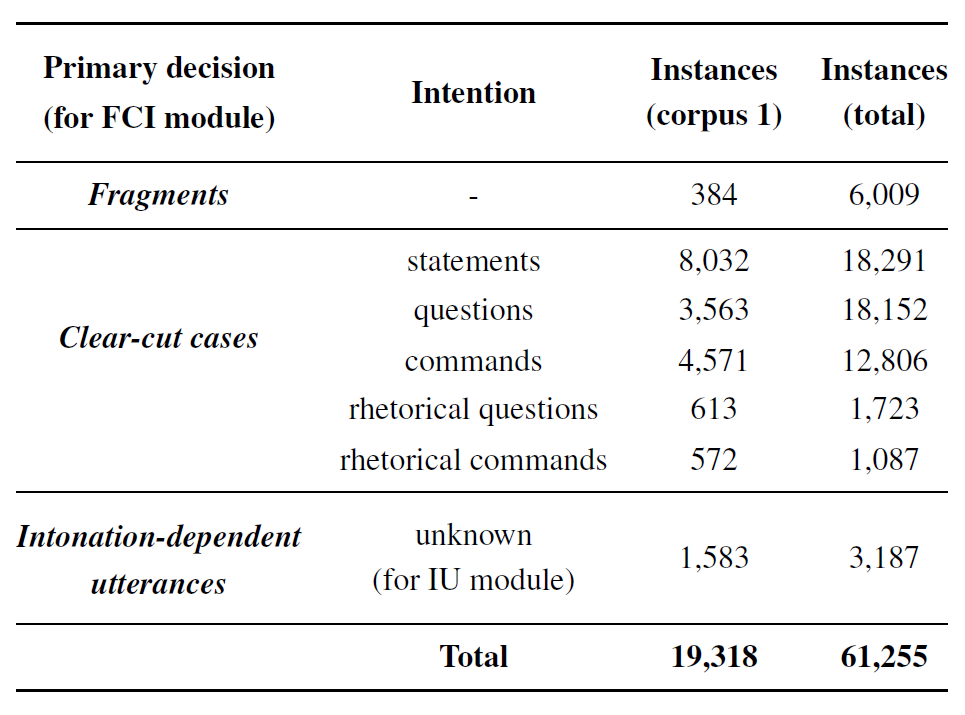 Primary decision
(for FCI module) Intention Instances
(corpus 1) Instances
(total)
Fragments - 384 6,009
Clear-cut cases
statements 8,032 18,291
questions 3,563 18,152
commands 4,571 12,806
rhetorical questions 613 1,723
rhetorical commands 572 1,087
Intonation-dependent
utterances
unknown
(for IU module) 1,583 3,187
Total 19,318 61,255